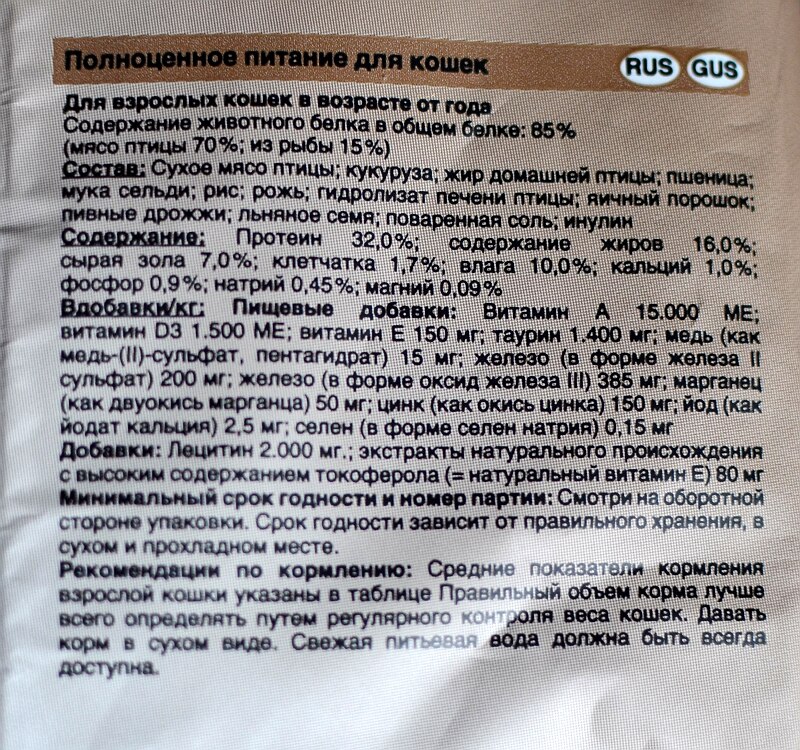 Полноценное питание для кошек RUS GUS
Для взрослых кошек в возрасте от года
Содержание животного белка в общем белке: 85%
(мясо птицы 70%; из рыбы 15%)
Состав: Сухое мясо птицы; кукуруза; жир домашней птицы; пшеница;
мука сельди; рис; рожь; гидролизат печени птицы; яичный порошок;
пивные дрожжи; льняное семя; поваренная соль; инулин
Содержание: Протеин 32,0%; содержание жиров 16,0%;
сырая зола 7,0%; клетчатка 1,7%; влага 10,0%; кальций 1,0%;
фосфор 0,9%; натрий 0,45%; магний 0,09%
Вдобавки/кг: Пищевые добавки: Витамин А 15.000 МЕ;
витамин D3 1.500 МЕ; витамин Е 150 мг; таурин 1.400 мг; медь (как
медь-(II)-сульфат, пентагидрат) 15 мг; железо (в форме железа II
сульфат) 200 мг; железо (в форме оксид железа III) 385 мг; марганец
(как двуокись марганца) 50 мг; цинк (как окись цинка) 150 мг; йод (как
йодат кальция) 2,5 мг; селен (в форме селен натрия) 0,15 мг
Добавки: Лецитин 2.000 мг.; экстракты натурального происхождения
с высоким содержанием токоферола (= натуральный витамин Е) 80 мг
Минимальный срок годности и номер партии: Смотри на оборотной
стороне упаковки. Срок годности зависит от правильного хранения, в
сухом и прохладном месте.
Рекомендации по кормлению: Средние показатели кормления
взрослой кошки указаны в таблице Правильный объем корма лучше
всего определять путем регулярного контроля веса кошек. Давать
корм в сухом виде. Свежая питьевая вода должна быть всегда
доступна.